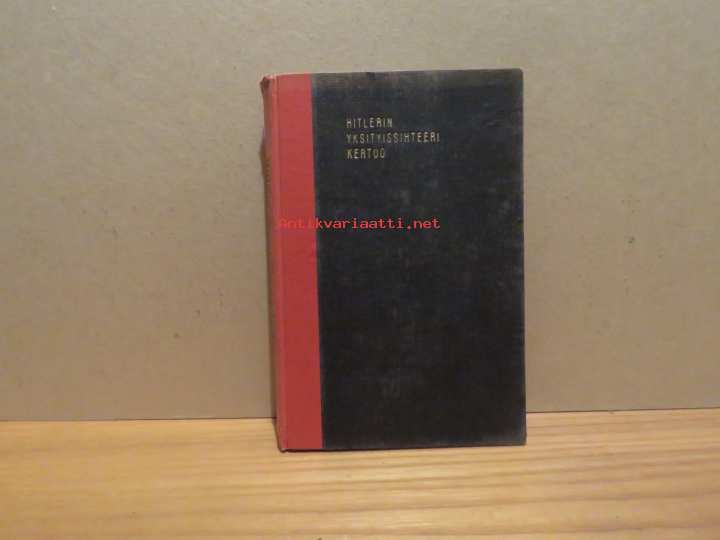 HITLERIN
YKSITYISSIHTEERI
KERTOO
Antikvariaatti.net